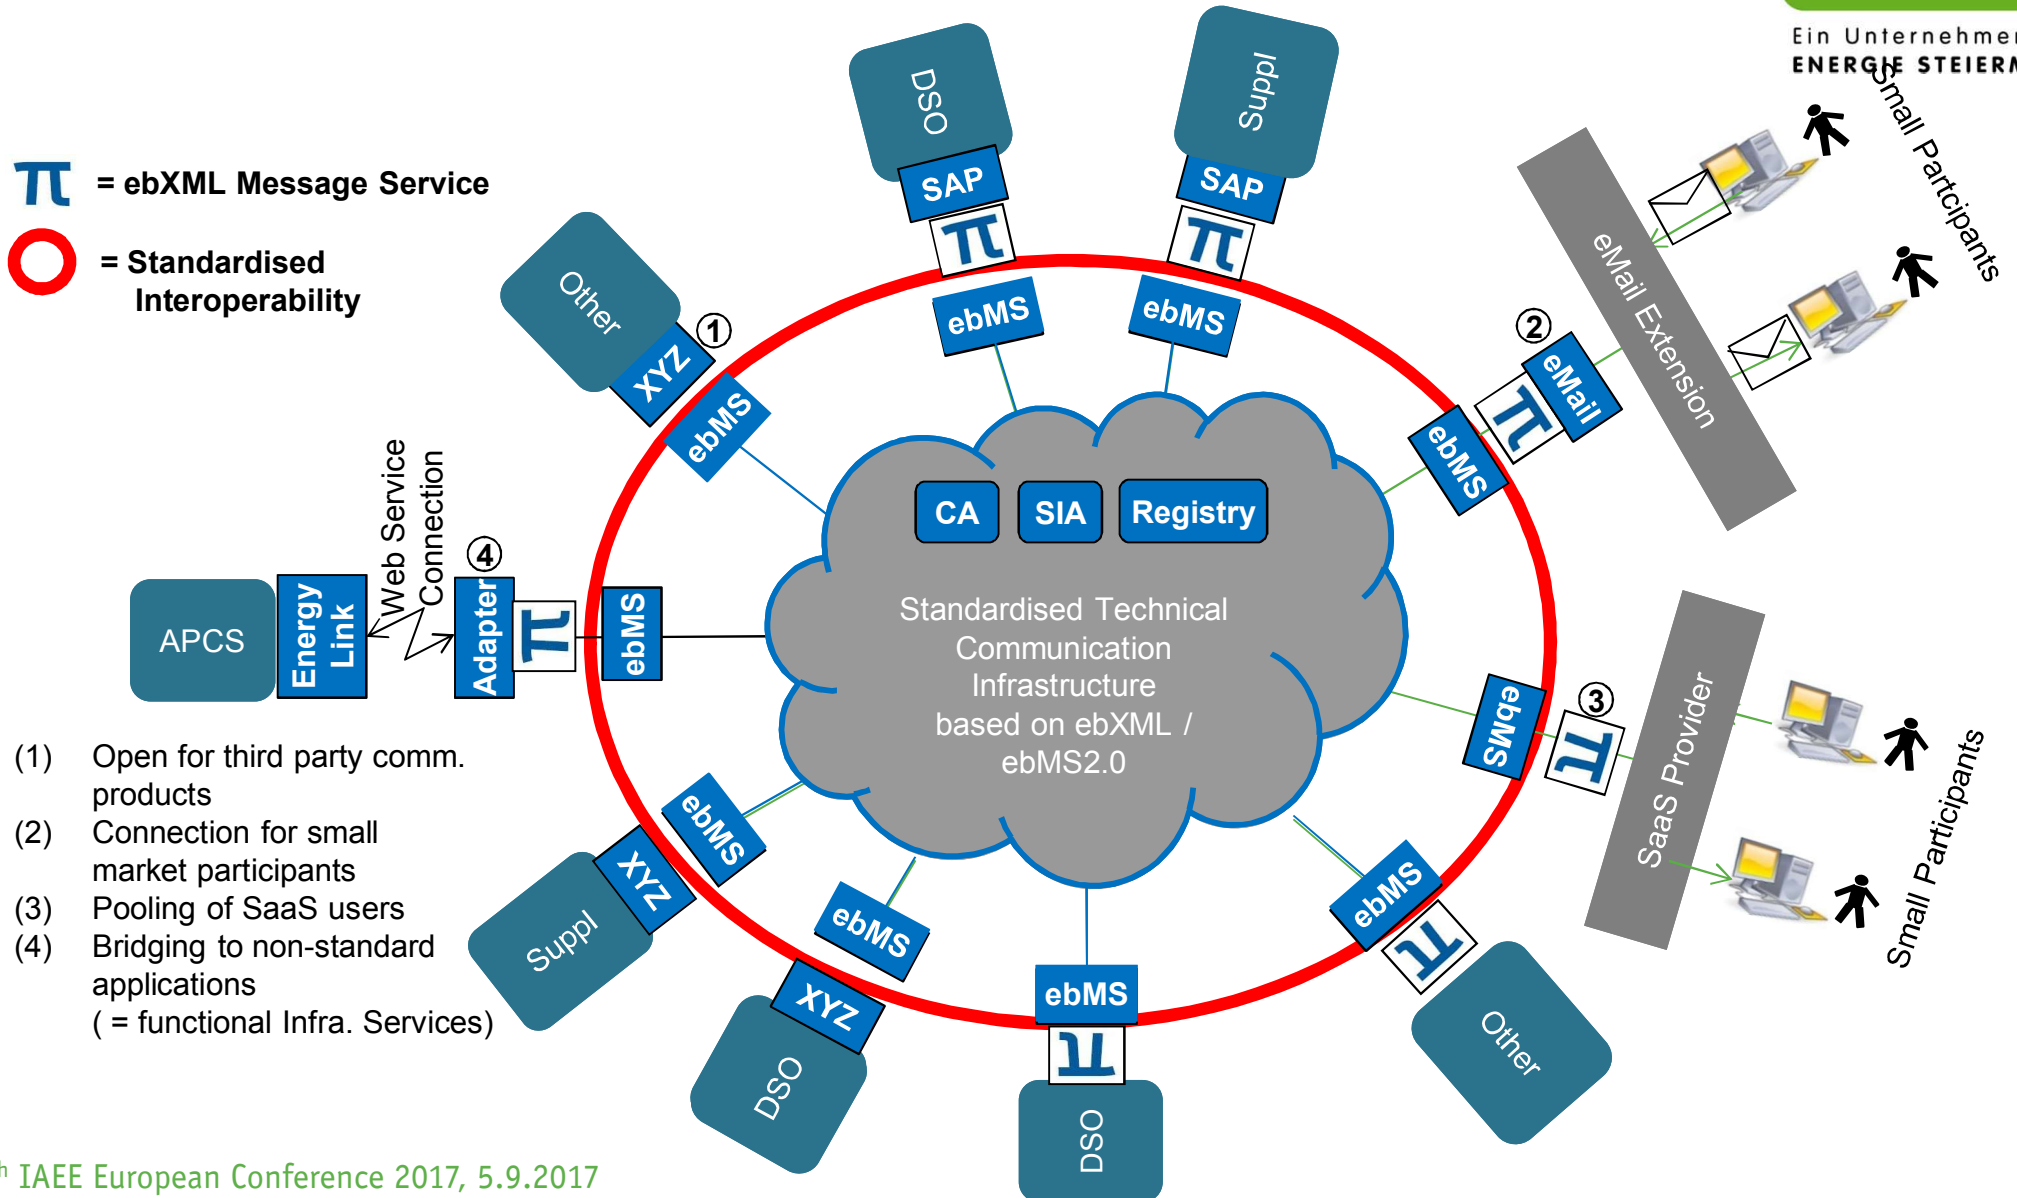 Ein Unternehmen
ENERGIE STEIERM
π = ebXML Message Service
= Standardised
Interoperability
DSO
SAP
π
ebMS
Suppl
SAP
π
ebMS
Other
XYZ
1
ebMS
2
eMail
π
ebMS
eMail Extension
Small Partcipants
CA
SIA
Registry
Standardised Technical
Communication
Infrastructure
based on ebXML /
ebMS2.0
APCS
Energy
Link
Web Service
Connection
4
Adapter
π
ebMS
ebMS
π
3
SaaS Provider
Small Participants
(1) Open for third party comm.
products
(2) Connection for small
market participants
(3) Pooling of SaaS users
(4) Bridging to non-standard
applications
( = functional Infra. Services)
ebMS
XYZ
Suppl
ebMS
XYZ
DSO
ebMS
π
DSO
ebMS
π
Other
h IAEE European Conference 2017, 5.9.2017